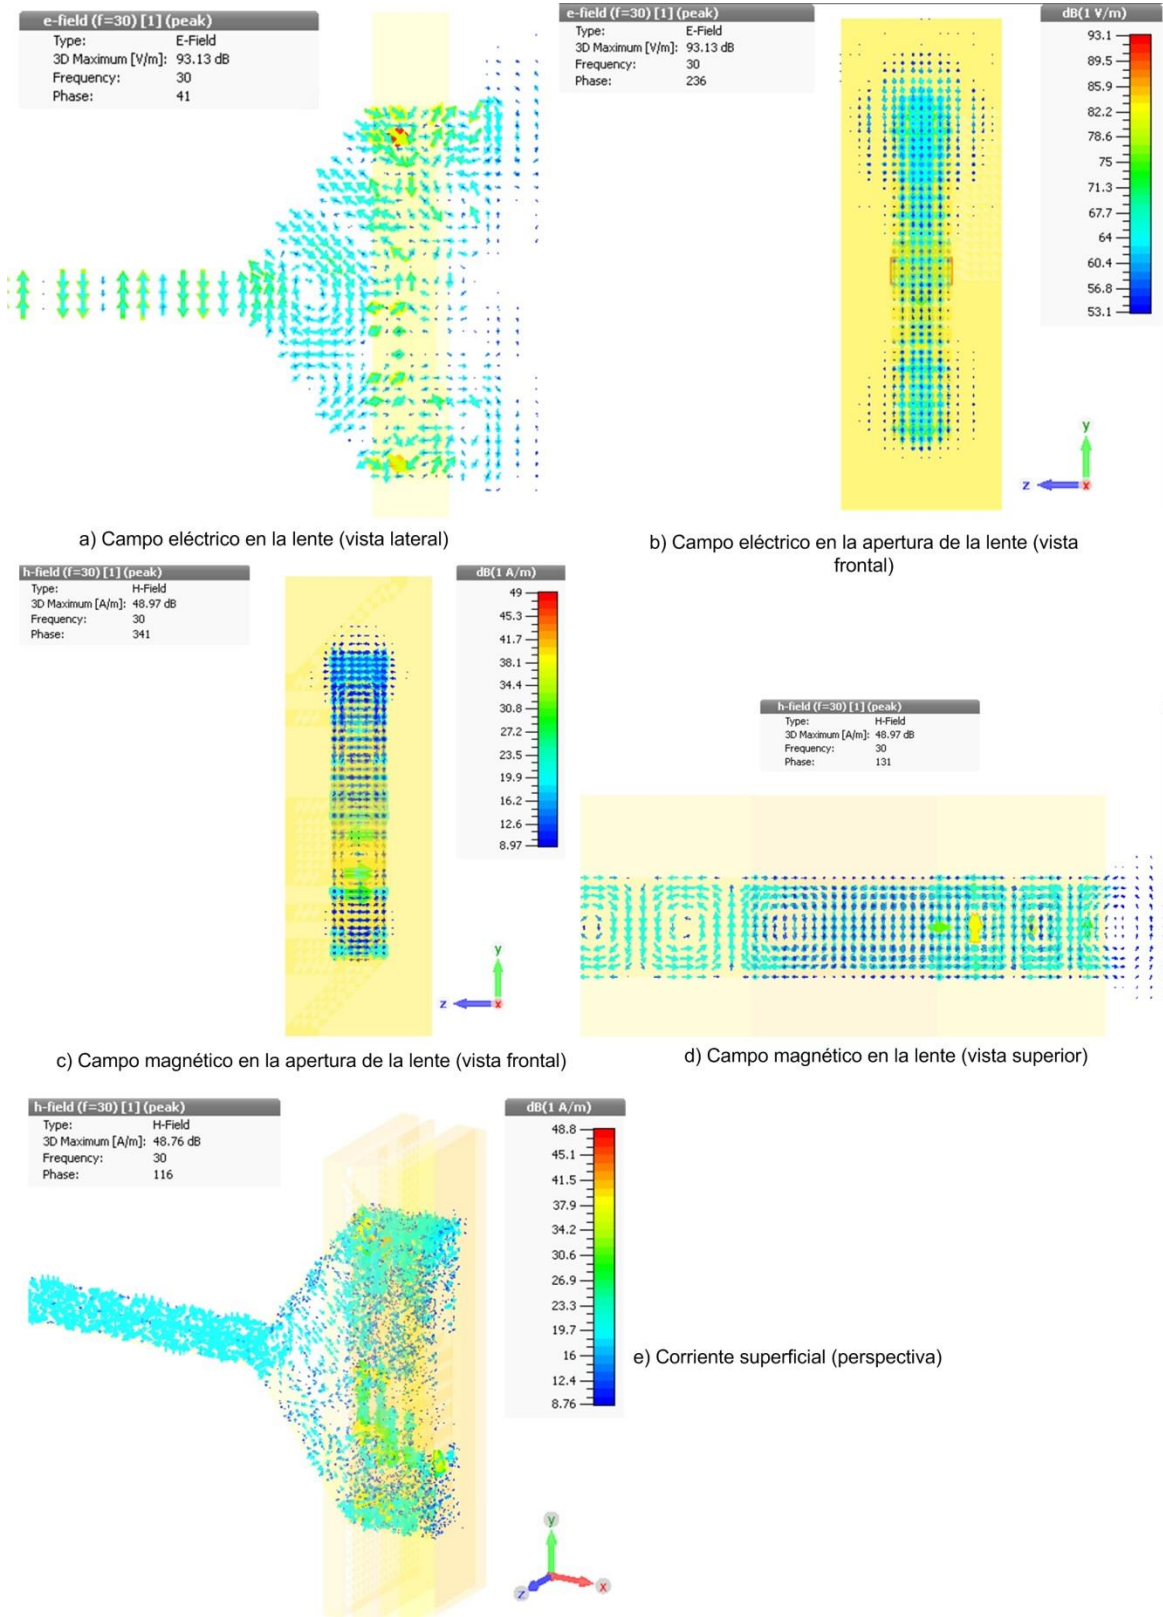 e-field (f=30) [1] (peak)
Type: E-Field
3D Maximum [V/m]: 93.13 dB
Frequency: 30
Phase: 41
e-field (f=30) [1] (peak)
Type: E-Field
3D Maximum [V/m]: 93.13 dB
Frequency: 30
Phase: 236
dB(1 V/m)
93.1
89.5
85.9
82.2
78.6
75
71.3
67.7
64
60.4
56.8
53.1
y
z
x
a) Campo eléctrico en la lente (vista lateral)
b) Campo eléctrico en la apertura de la lente (vista
frontal)
h-field (f=30) [1] (peak)
Type: H-Field
3D Maximum [A/m]: 48.97 dB
Frequency: 30
Phase: 341
dB(1 A/m)
49
45.3
41.7
38.1
34.4
30.8
27.2
23.5
19.9
16.2
12.6
8.97
y
z
x
h-field (f=30) [1] (peak)
Type: H-Field
3D Maximum [A/m]: 48.97 dB
Frequency: 30
Phase: 131
c) Campo magnético en la apertura de la lente (vista frontal)
d) Campo magnético en la lente (vista superior)
h-field (f=30) [1] (peak)
Type: H-Field
3D Maximum [A/m]: 48.76 dB
Frequency: 30
Phase: 116
dB(1 A/m)
48.8
45.1
41.5
37.9
34.2
30.6
26.9
23.3
19.7
16
12.4
8.76
e) Corriente superficial (perspectiva)
y
z
x